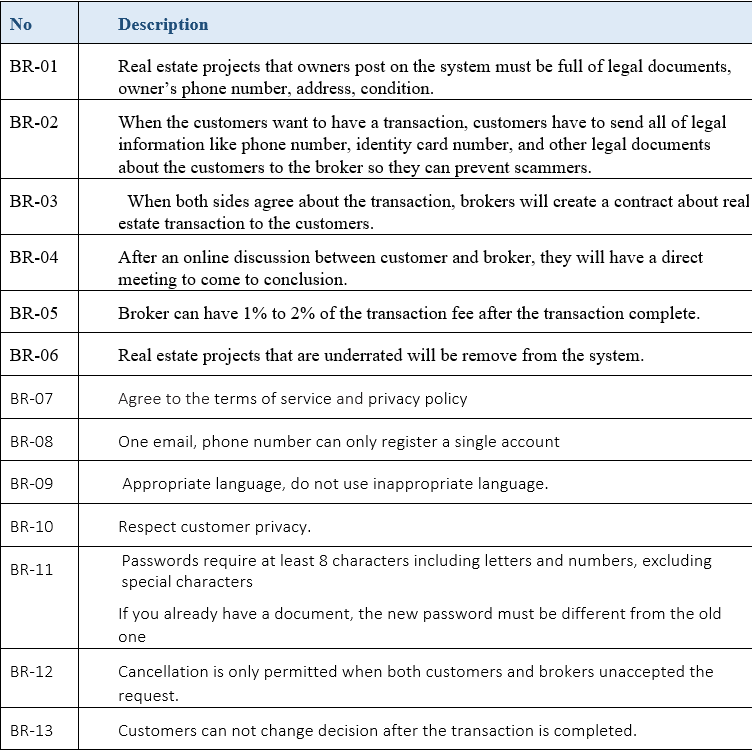 No Description
BR-01 Real estate projects that owners post on the system must be full of legal documents,
owner's phone number, address, condition.
BR-02 When the customers want to have a transaction, customers have to send all of legal
information like phone number, identity card number, and other legal documents
about the customers to the broker so they can prevent scammers.
BR-03 When both sides agree about the transaction, brokers will create a contract about real
estate transaction to the customers.
BR-04 After an online discussion between customer and broker, they will have a direct
meeting to come to conclusion.
BR-05 Broker can have 1% to 2% of the transaction fee after the transaction complete.
BR-06 Real estate projects that are underrated will be remove from the system.
BR-07 Agree to the terms of service and privacy policy
BR-08 One email, phone number can only register a single account
BR-09 Appropriate language, do not use inappropriate language.
BR-10 Respect customer privacy.
BR-11 Passwords require at least 8 characters including letters and numbers, excluding
special characters
If you already have a document, the new password must be different from the old
one
BR-12 Cancellation is only permitted when both customers and brokers unaccepted the
request.
BR-13 Customers can not change decision after the transaction is completed.